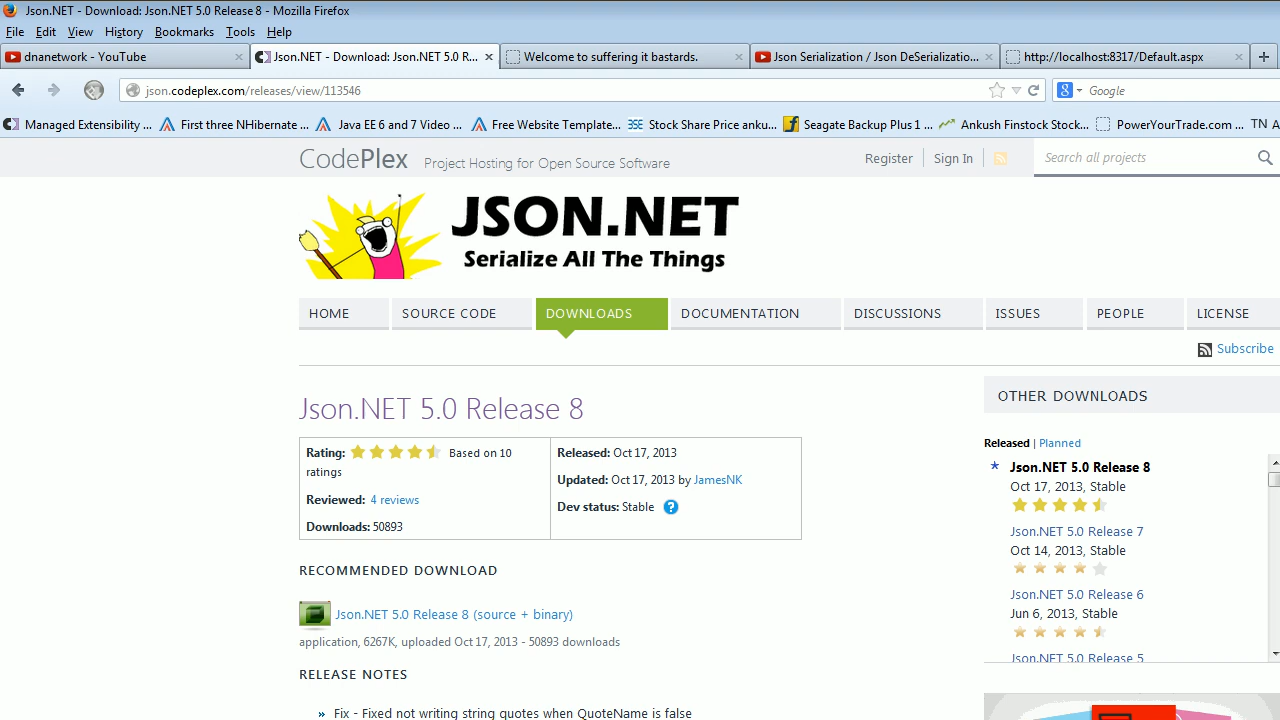 Json.NET - Download: Json.NET 5.0 Release 8 - Mozilla Firefox
File Edit View History Bookmarks Tools Help
dnanetwork - YouTube
Json.NET - Download: Json.NET 5.0 R...
Welcome to suffering it bastards.
Json Serialization / Json DeSerializatio...
http://localhost:8317/Default.aspx
json.codeplex.com/releases/view/113546
Google
Managed Extensibility ... First three NHibernate ... Java EE 6 and 7 Video ... Free Website Template... Stock Share Price anku... Seagate Backup Plus 1 ... Ankush Finstock Stock... PowerYourTrade.com ... TN A
CodePlex Project Hosting for Open Source Software
Register Sign In
Search all projects
JSON.NET
Serialize All The Things
HOME SOURCE CODE DOWNLOADS DOCUMENTATION DISCUSSIONS ISSUES PEOPLE LICENSE
Subscribe
Json.NET 5.0 Release 8
Rating: Based on 10
ratings
Reviewed: 4 reviews
Downloads: 50893
Released: Oct 17, 2013
Updated: Oct 17, 2013 by JamesNK
Dev status: Stable ?
RECOMMENDED DOWNLOAD
Json.NET 5.0 Release 8 (source + binary)
application, 6267K, uploaded Oct 17, 2013 - 50893 downloads
RELEASE NOTES
» Fix - Fixed not writing string quotes when QuoteName is false
OTHER DOWNLOADS
Released | Planned
* Json.NET 5.0 Release 8
Oct 17, 2013, Stable
Json.NET 5.0 Release 7
Oct 14, 2013, Stable
Json.NET 5.0 Release 6
Jun 6, 2013, Stable
Json.NET 5.0 Release 5